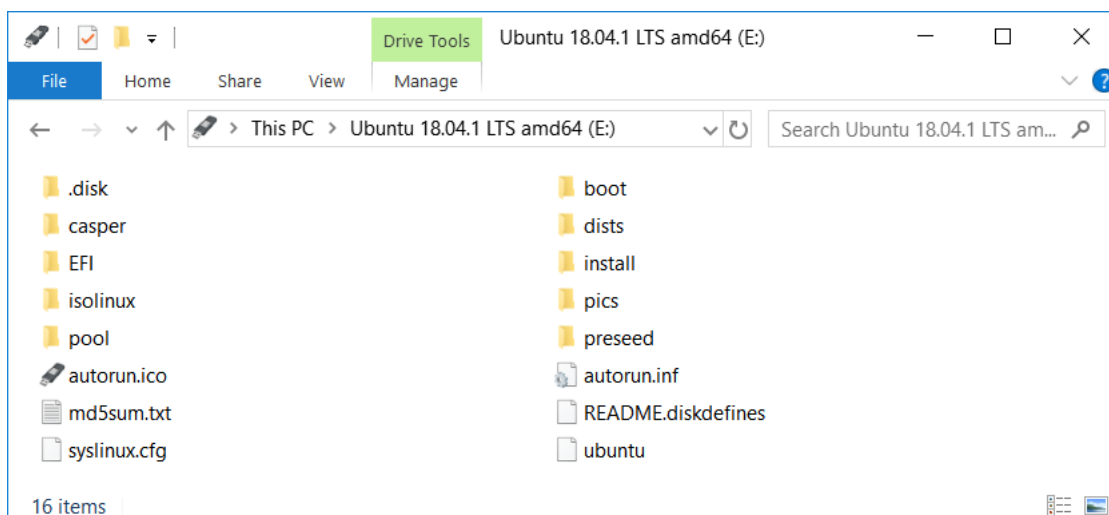 Drive Tools Ubuntu 18.04.1 LTS amd64 (E:)
File Home Share View Manage ?
This PC > Ubuntu 18.04.1 LTS amd64 (E:) Search Ubuntu 18.04.1 LTS am...
.disk boot
casper dists
EFI install
isolinux pics
pool preseed
autorun.ico autorun.inf
md5sum.txt README.diskdefines
syslinux.cfg ubuntu
16 items